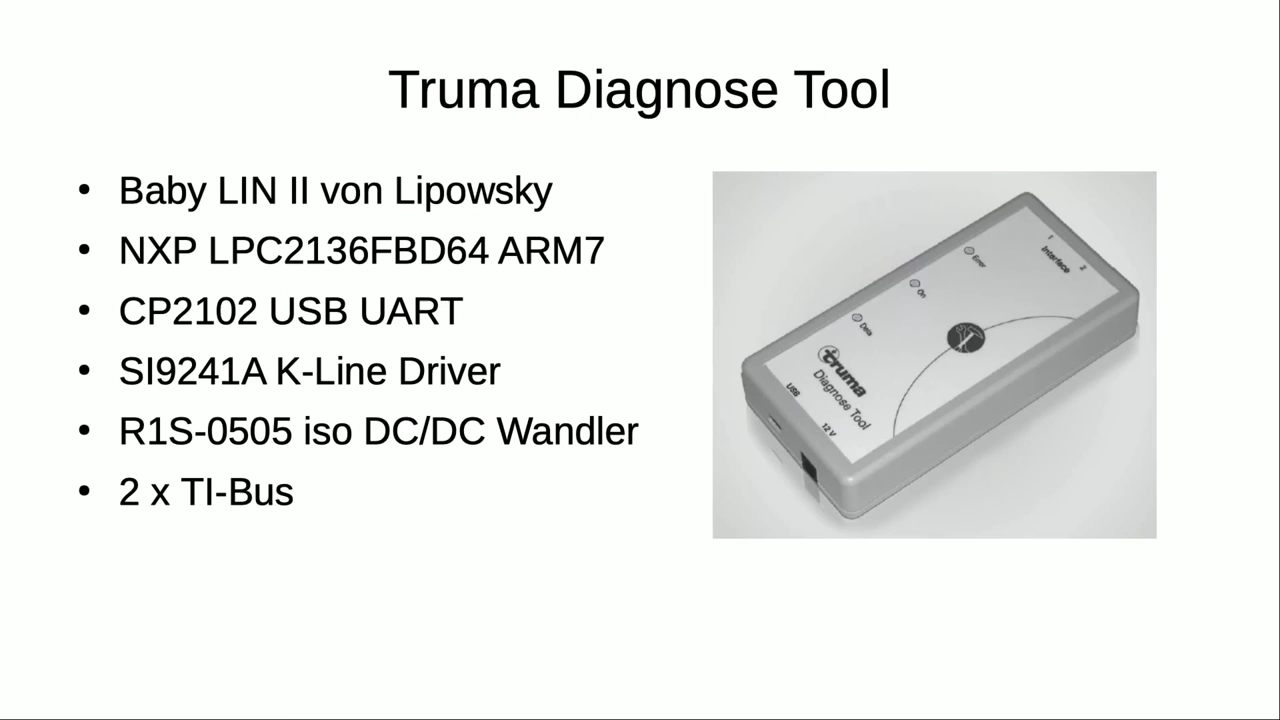 Truma Diagnose Tool
• Baby LIN II von Lipowsky
• NXP LPC2136FBD64 ARM7
• CP2102 USB UART
• SI9241A K-Line Driver
• R1S-0505 iso DC/DC Wandler
• 2 x TI-Bus
1
Interface
2
Error
On
Data
truma
Diagnose Tool
USB
12 V